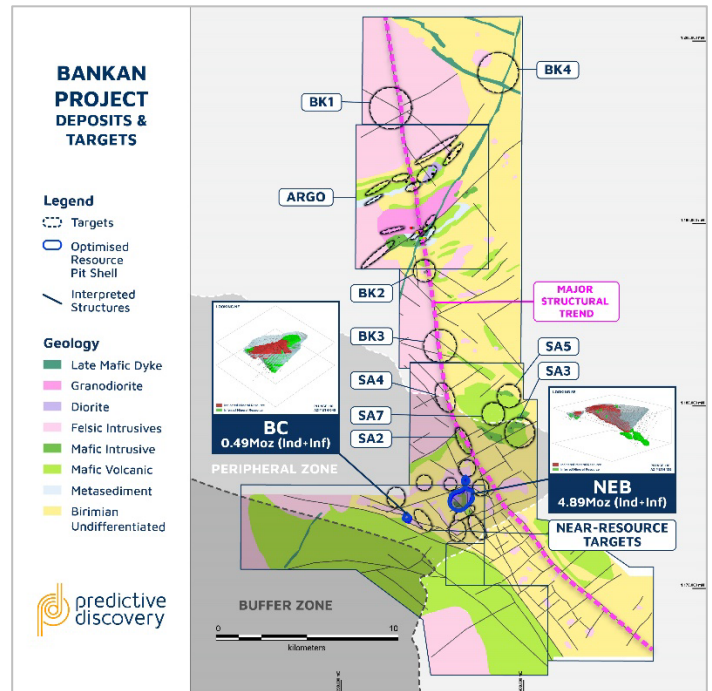 BANKAN
PROJECT
DEPOSITS &
TARGETS
Legend
Targets
Optimised
Resource
Pit Shell
Interpreted
Structures
Geology
Late Mafic Dyke
Granodiorite
Diorite
Felsic Intrusives
Mafic Intrusive
Mafic Volcanic
Metasediment
Birimian
Undifferentiated
predictive
discovery
BK4
BK1
ARGO
BK2
MAJOR
STRUCTURAL
TREND
BK3
SA5
SA3
SA4
SA7
SA2
BC
0.49Moz (Ind+Inf)
PERIPHERAL ZONE
NEB
4.89Moz (Ind+Inf)
NEAR-RESOURCE
TARGETS
BUFFER ZONE
0
10
kilometers